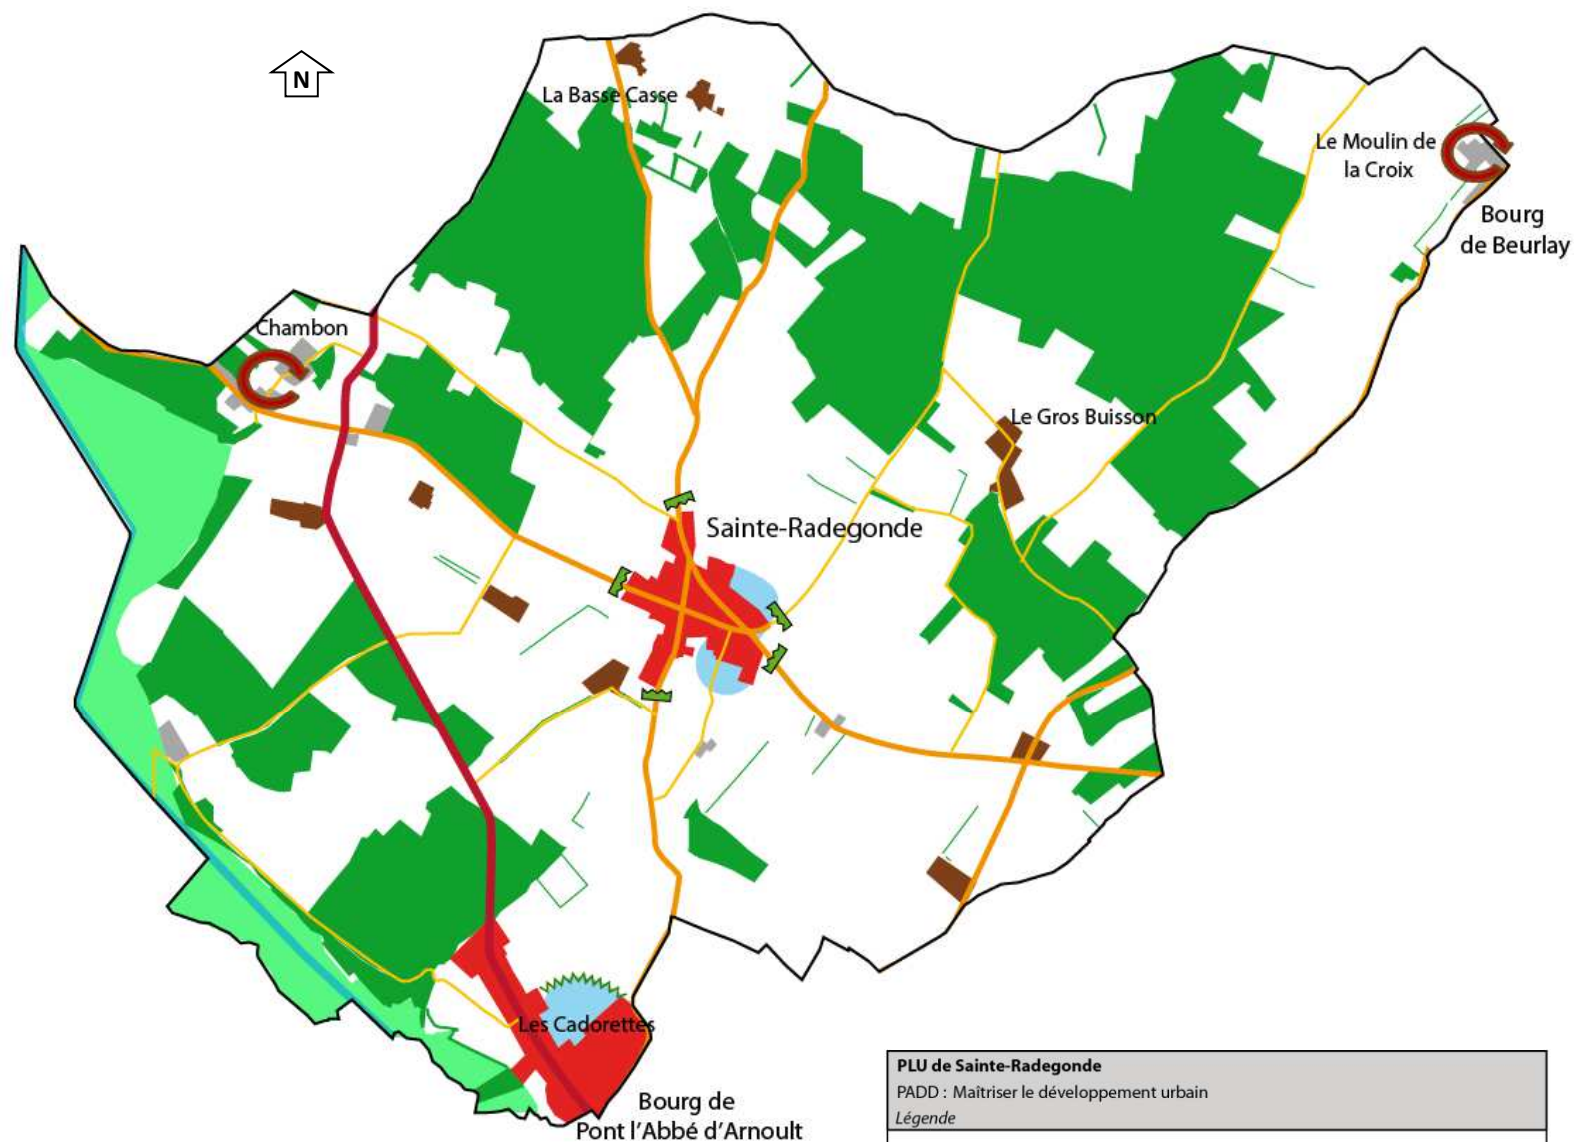 N
La Basse Casse
Le Moulin de
la Croix
Bourg
de Beurlay
Chambon
Le Gros Buisson
Sainte-Radegonde
Les Cadorettes
Bourg de
Pont l'Abbé d'Arnoult
PLU de Sainte-Radegonde
PADD : Maîtriser le développement urbain
Légende